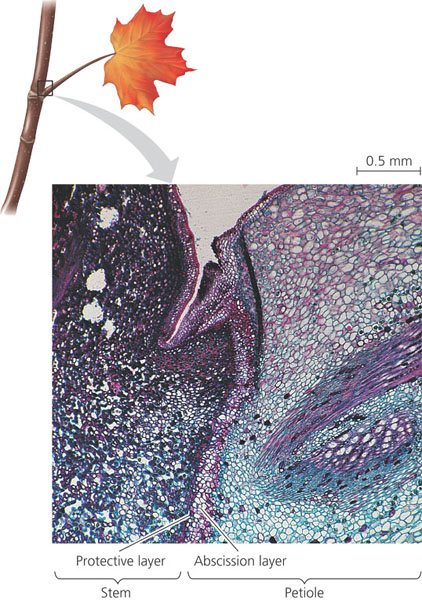 0.5 mm
Protective layer
Abscission layer
Stem
Petiole